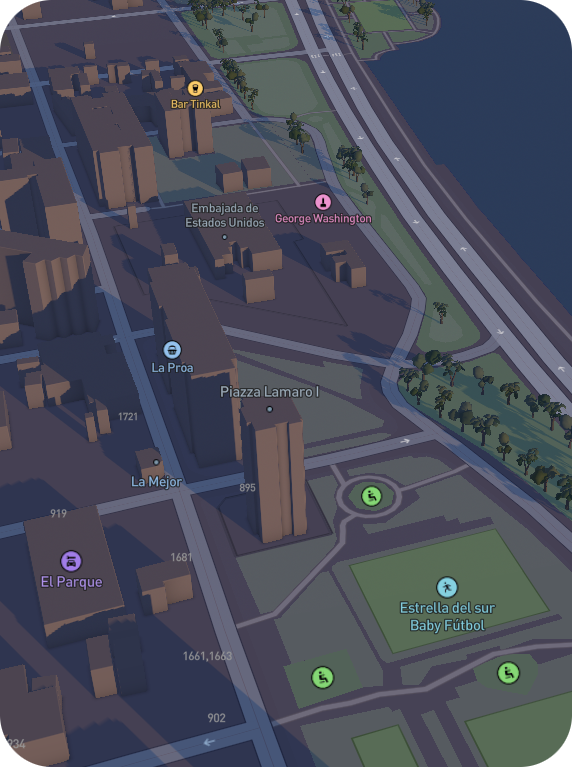 Bar Tinkal
Embajada de
Estados Unidos
George Washington
La Proa
Piazza Lamaro I
1721
La Mejor
895
919
1681
El Parque
Estrella del sur
Baby Fútbol
1661,1663
902
934